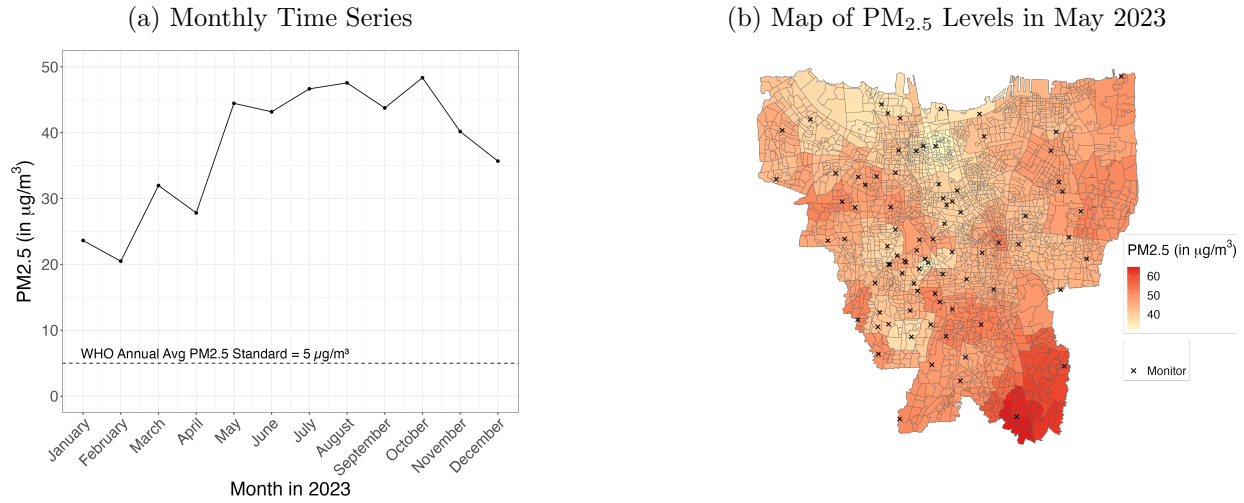 (a) Monthly Time Series
PM2.5 (in μg/m³)
50
40
30
20
10
0
WHO Annual Avg PM2.5 Standard = 5 μg/m³
January
February
March
April
May
June
July
August
September
October
November
December
Month in 2023
(b) Map of PM₂.₅ Levels in May 2023
PM2.5 (in μg/m³)
60
50
40
× Monitor